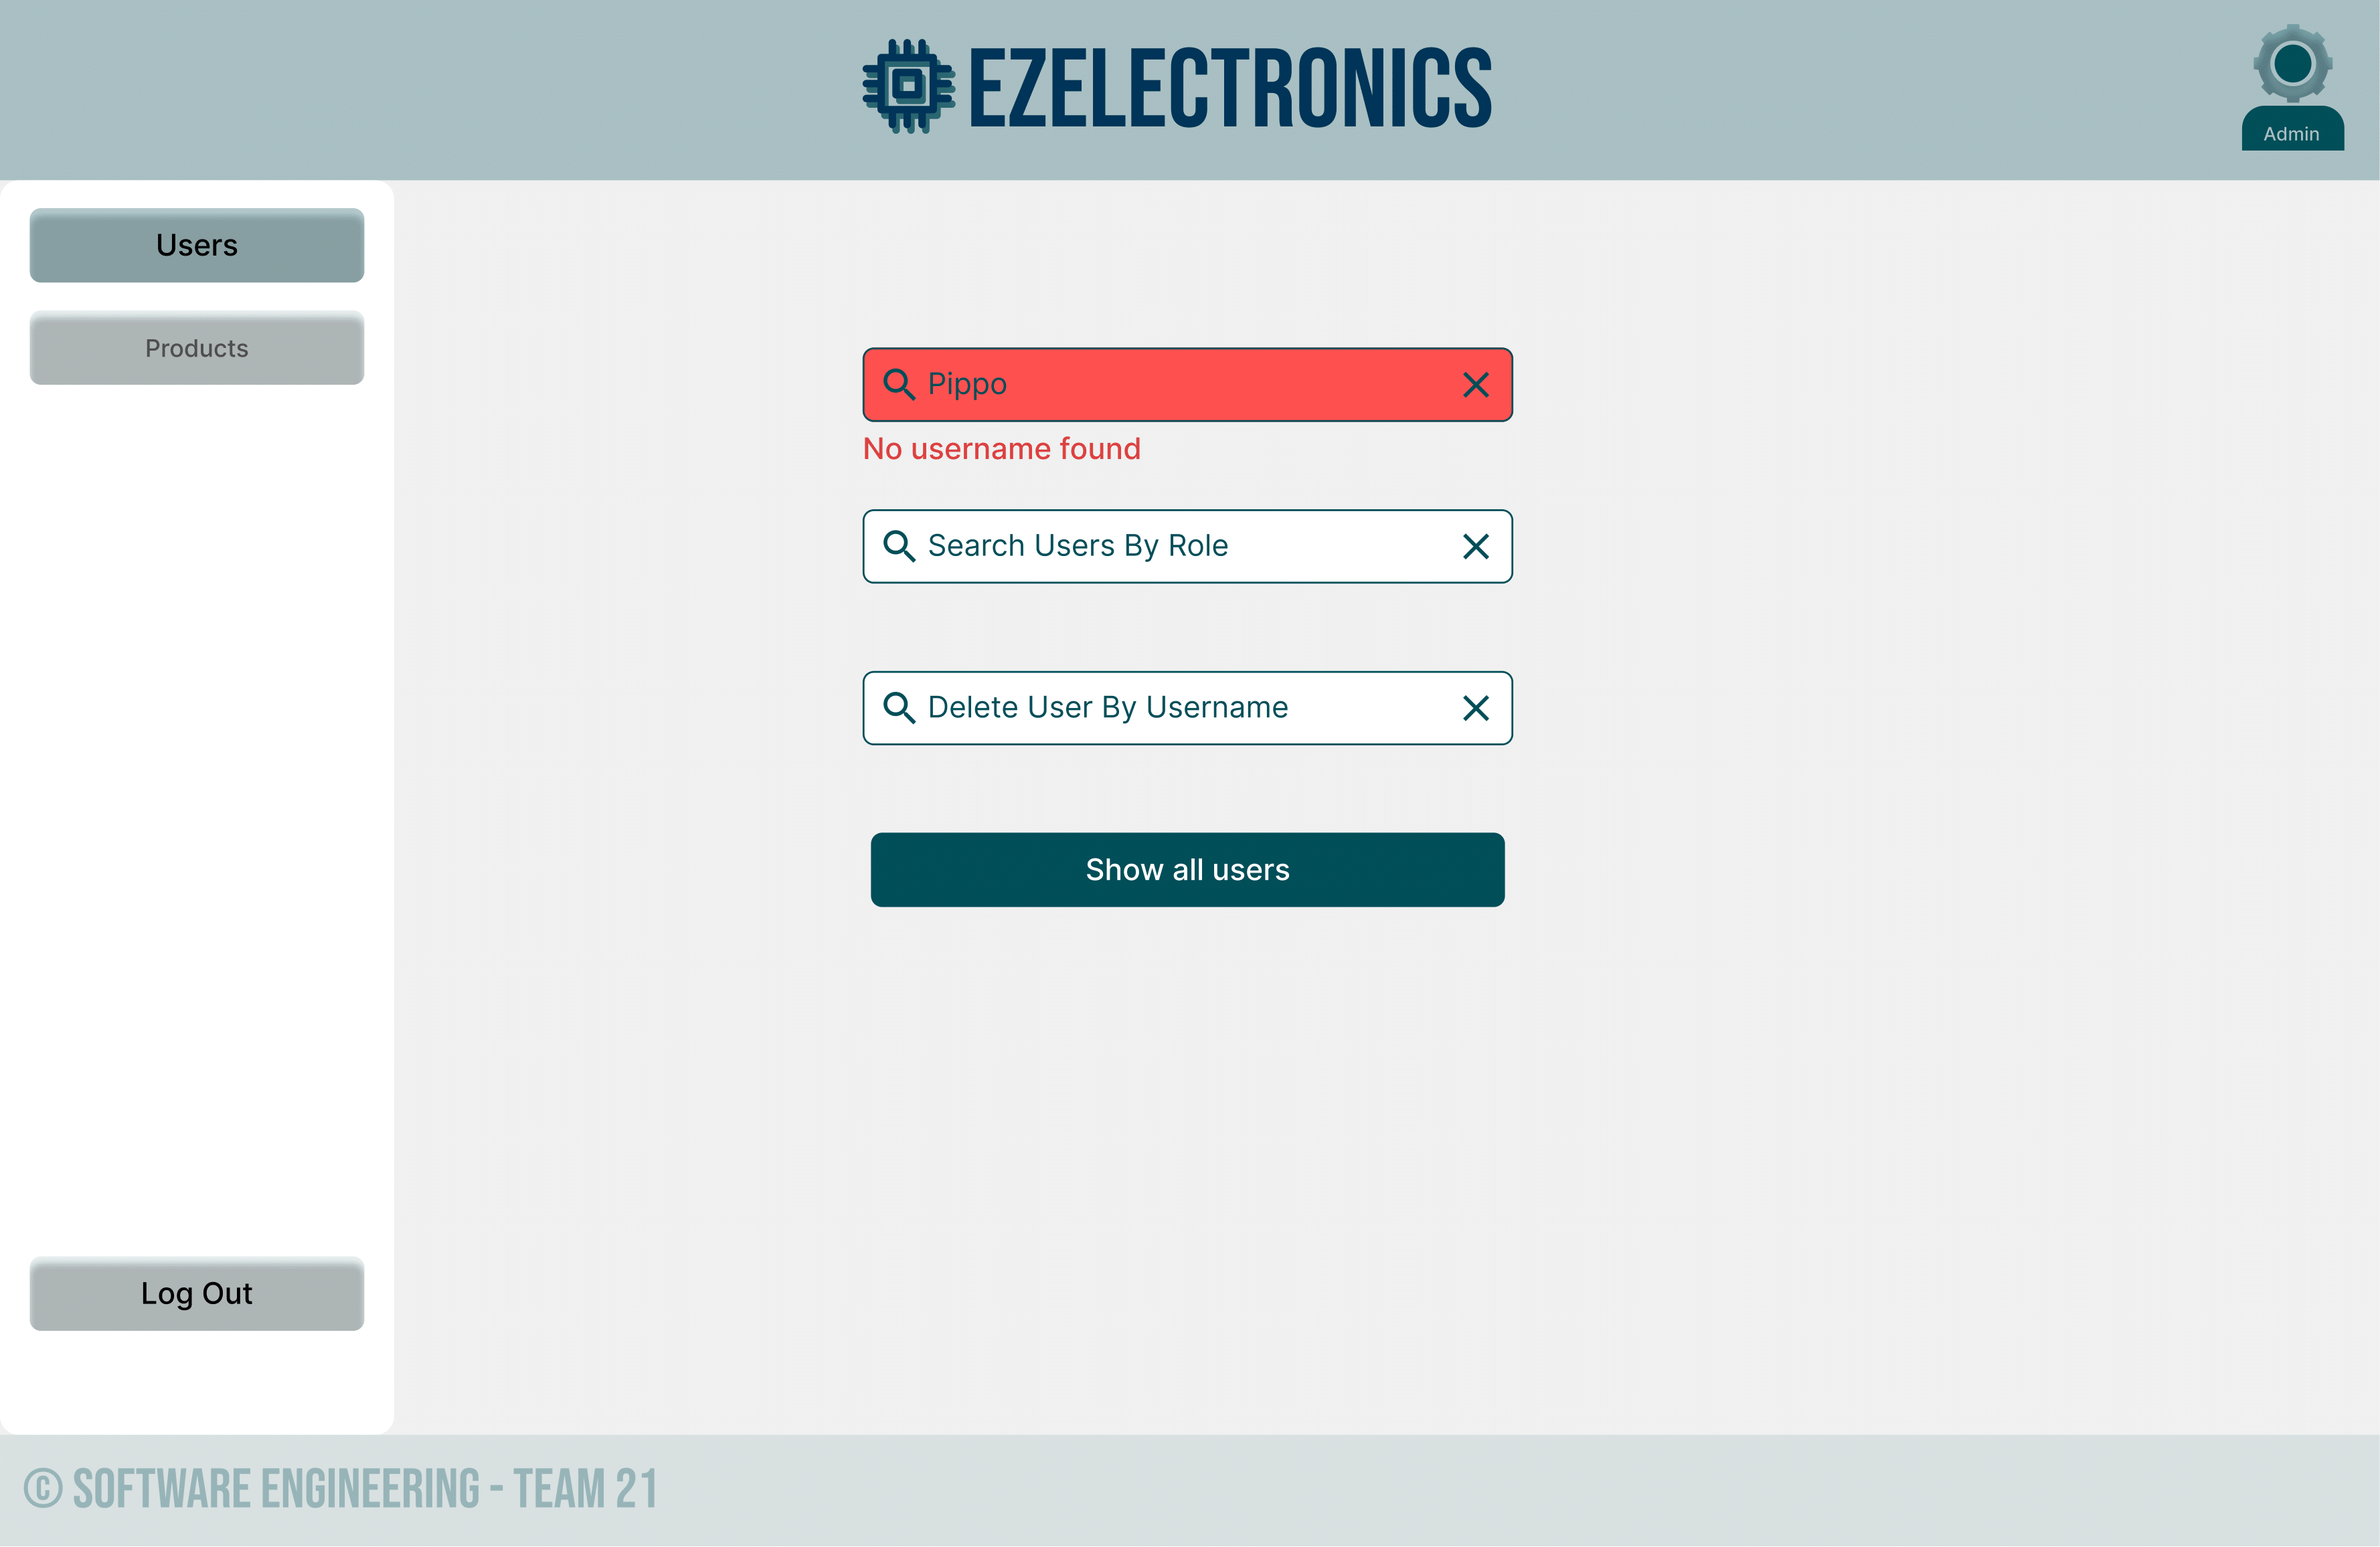 EZELECTRONICS
Admin
Users
Products
Pippo
No username found
Search Users By Role
Delete User By Username
Show all users
Log Out
© SOFTWARE ENGINEERING - TEAM 21